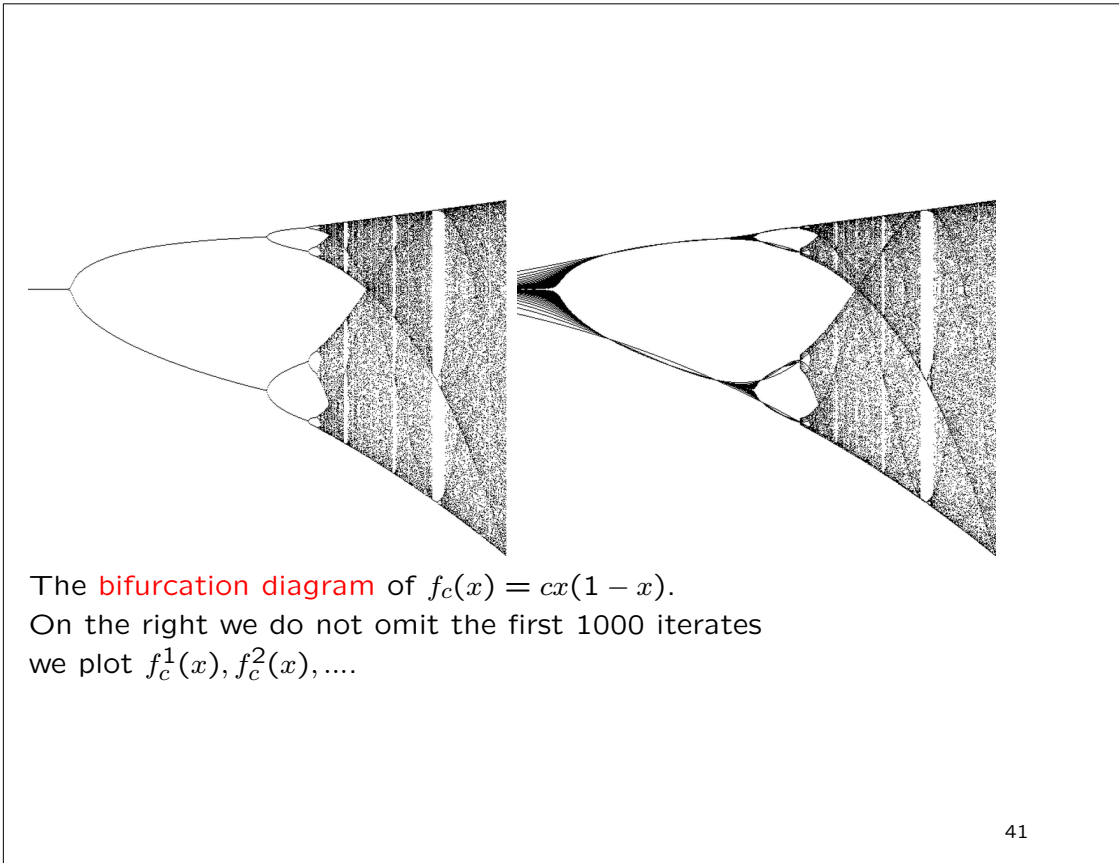 The bifurcation diagram of $f_c(x) = cx(1 - x)$.
On the right we do not omit the first 1000 iterates
we plot $f_c^1(x), f_c^2(x), ....$
41